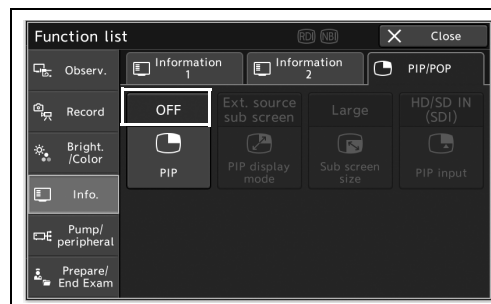 Function list
RDI NBI
Close
Observ.
Information 1
Information 2
PIP/POP
Record
Bright. /Color
Info.
Pump/ peripheral
Prepare/ End Exam
OFF
PIP
Ext. source sub screen
PIP display mode
Large
Sub screen size
HD/SD IN (SDI)
PIP input